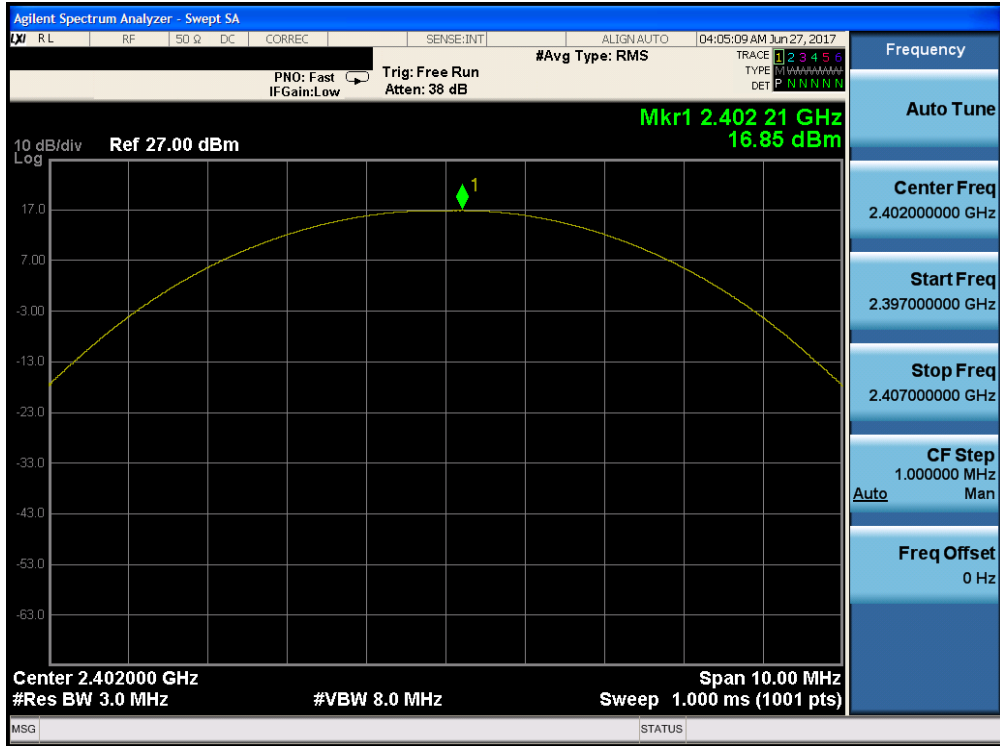 Agilent Spectrum Analyzer - Swept SA
LXI RL RF 50 Ω DC CORREC SENSE:INT ALIGN AUTO 04:05:09 AM Jun 27, 2017
Frequency
#Avg Type: RMS
TRACE 1 2 3 4 5 6
PNO: Fast Trig: Free Run
TYPE M WWWWW
IFGain:Low Atten: 38 dB
DET P N N N N N
Auto Tune
Mkr1 2.402 21 GHz
16.85 dBm
10 dB/div Ref 27.00 dBm
Log
1
17.0
7.00
-3.00
-13.0
-23.0
-33.0
-43.0
-53.0
-63.0
Center Freq
2.402000000 GHz
Start Freq
2.397000000 GHz
Stop Freq
2.407000000 GHz
CF Step
1.000000 MHz
Auto Man
Freq Offset
0 Hz
Center 2.402000 GHz Span 10.00 MHz
#Res BW 3.0 MHz #VBW 8.0 MHz Sweep 1.000 ms (1001 pts)
MSG STATUS